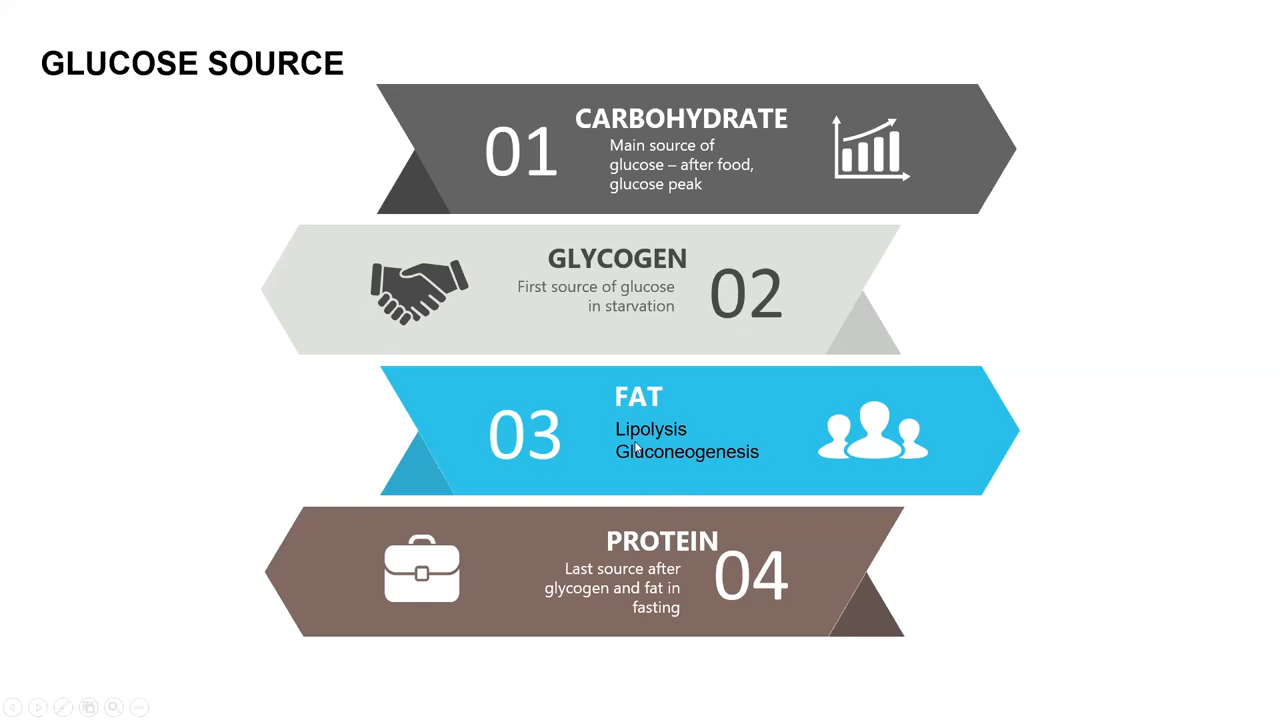 GLUCOSE SOURCE
01
CARBOHYDRATE
Main source of
glucose – after food,
glucose peak
GLYCOGEN
First source of glucose
in starvation
02
03
FAT
Lipolysis
Gluconeogenesis
PROTEIN
Last source after
glycogen and fat in
fasting
04